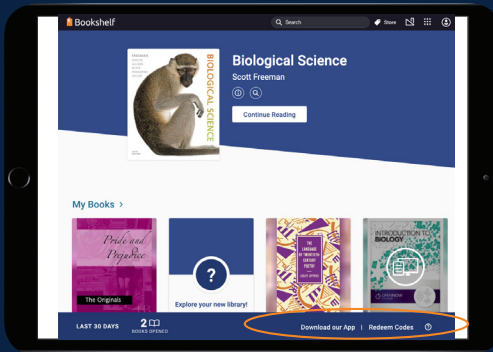 Bookshelf
Search
Store
Biological Science
Scott Freeman
Continue Reading
FREEMAN
BIOLOGICAL SCIENCE
My Books >
Pride and
Prejudice
The Originals
?
Explore your new library!
THE
LANGUAGE
OF TWENTIETH-
CENTURY
POETRY
INTRODUCTION TO
BIOLOGY
LAST 30 DAYS
2
BOOKS OPENED
Download our App | Redeem Codes